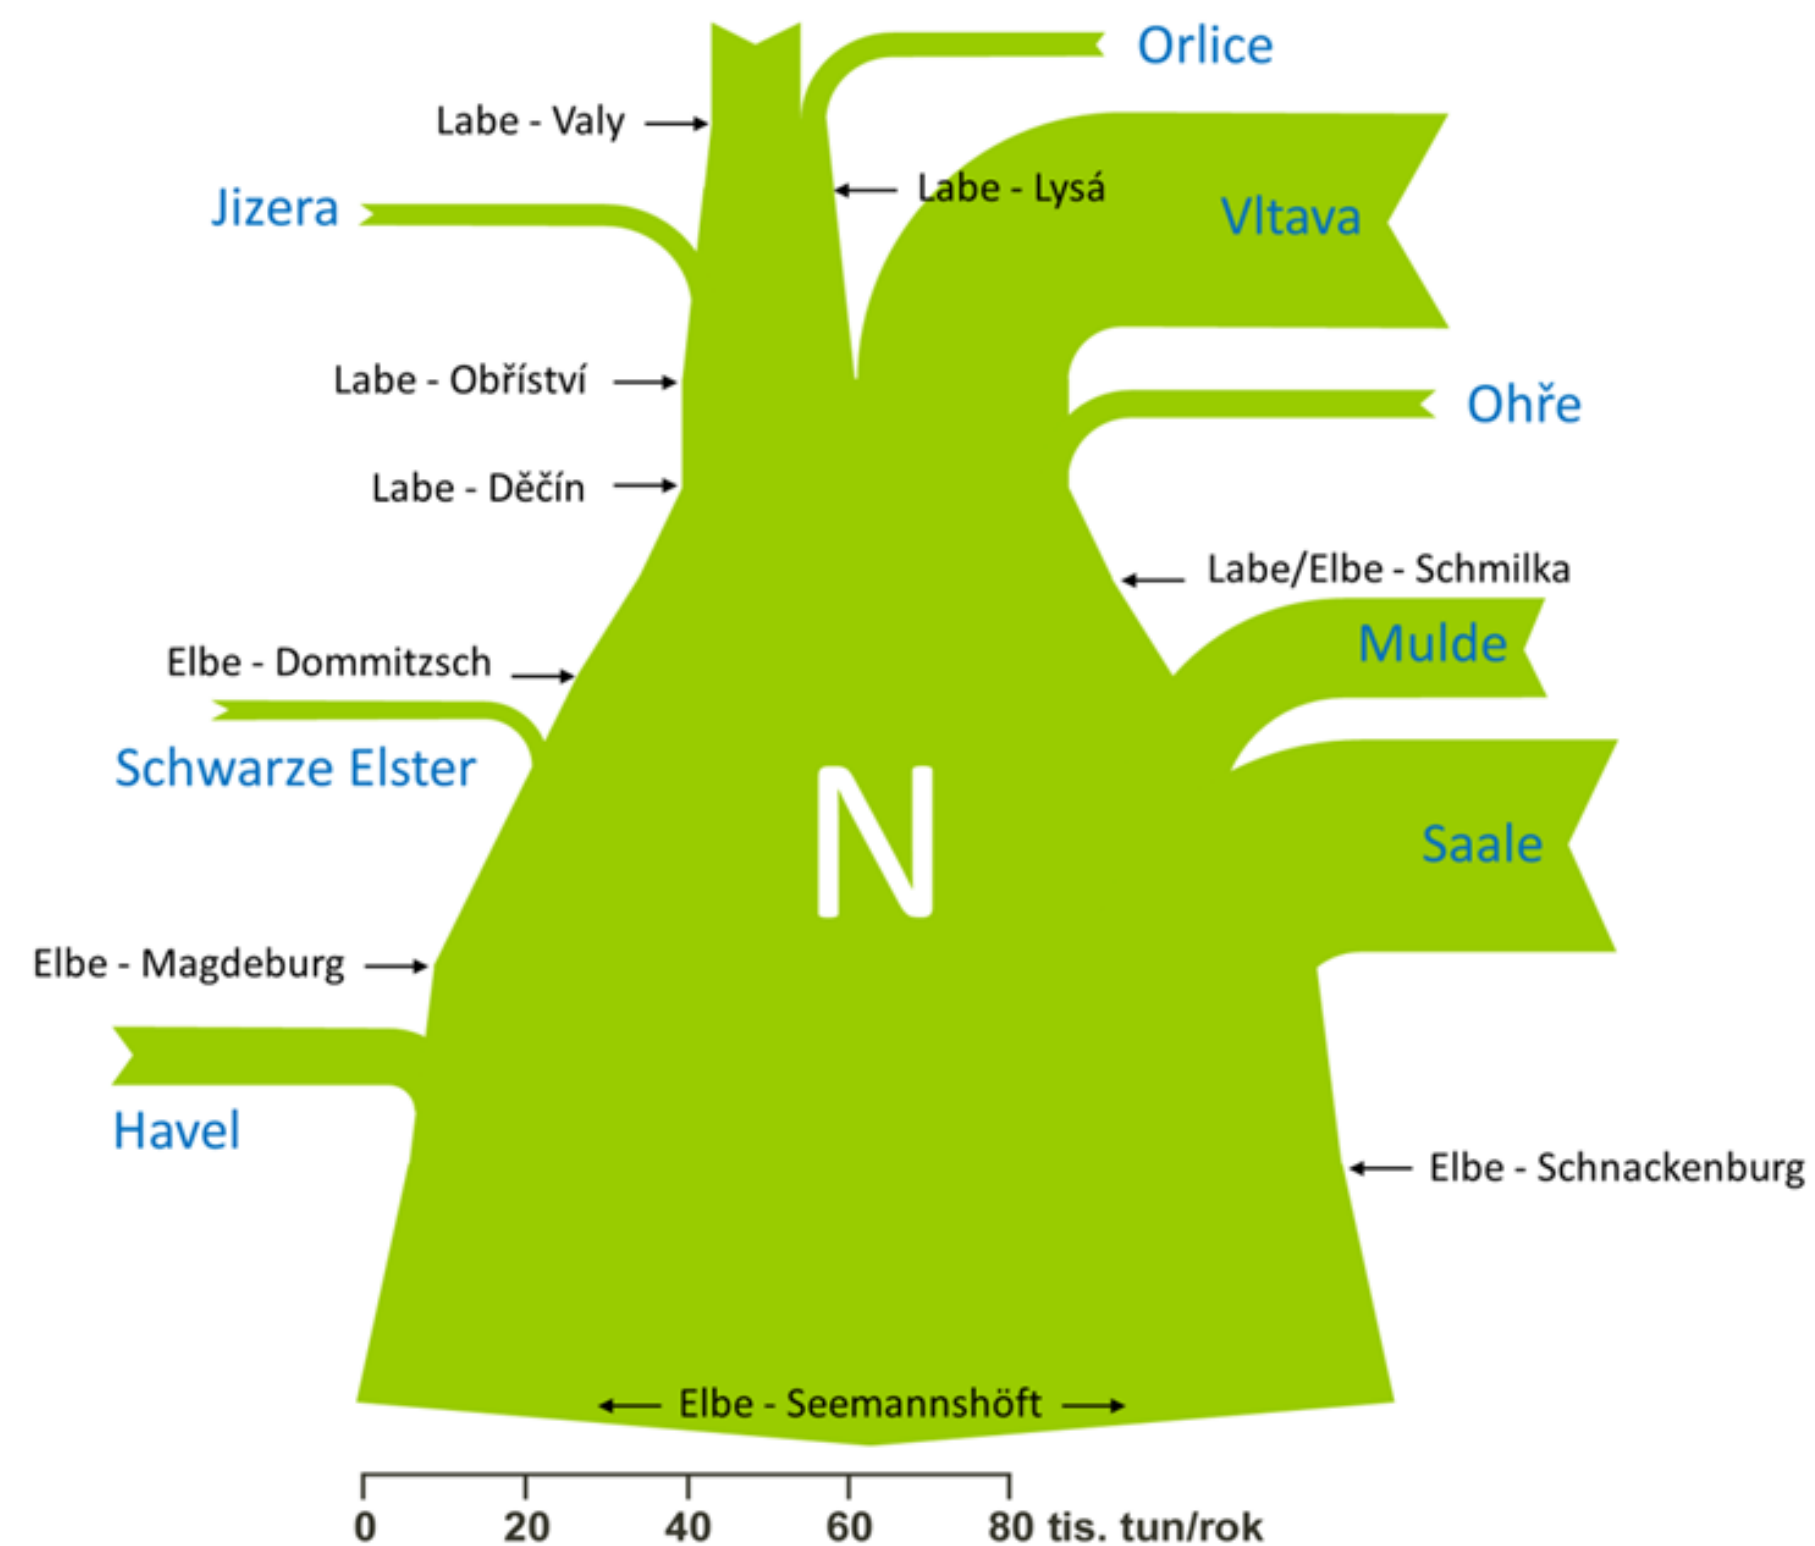 Orlice
Labe - Valy
Labe - Lysá
Jizera
Vltava
Labe - Obříství
Ohře
Labe - Děčín
Labe/Elbe - Schmilka
Mulde
Elbe - Dommitzsch
Schwarze Elster
N
Saale
Elbe - Magdeburg
Havel
Elbe - Schnackenburg
Elbe - Seemannshöft
0 20 40 60 80 tis. tun/rok